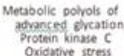 Metabolic polyols of
advanced glycation
Protein kinase C
Oxidative stress